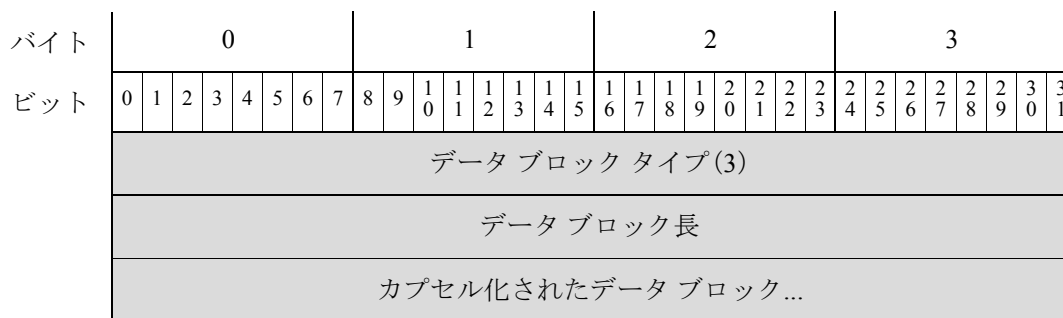 バイト 0 1 2 3
ビット 0 1 2 3 4 5 6 7 8 9 10 11 12 13 14 15 16 17 18 19 20 21 22 23 24 25 26 27 28 29 30 31
データ ブロック タイプ(3)
データ ブロック長
カプセル化されたデータ ブロック...